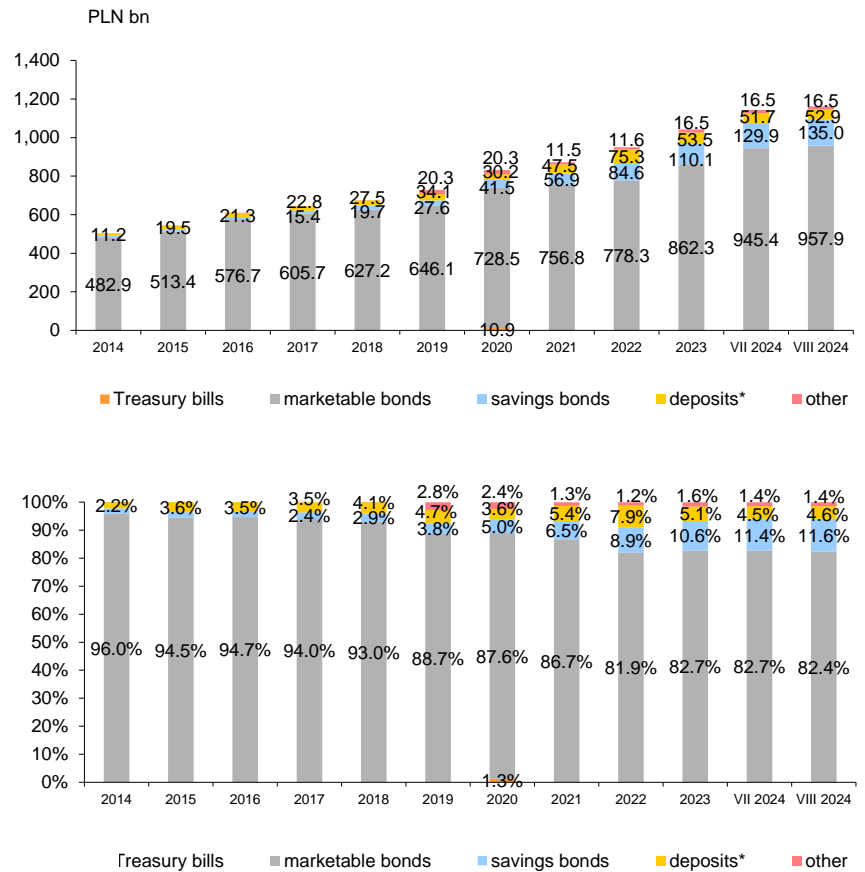 PLN bn
1,400
1,200
1,000
800
600
400
200
0
11.2 19.5 21.3 22.8 27.5 20.3 20.3 11.5 11.6 16.5 16.5 16.5
15.4 19.7 34.1 30.2 47.5 75.3 53.5 51.7 52.9
27.6 41.5 56.9 84.6 110.1 129.9 135.0
482.9 513.4 576.7 605.7 627.2 646.1 728.5 756.8 778.3 862.3 945.4 957.9
10.9
2014 2015 2016 2017 2018 2019 2020 2021 2022 2023 VII 2024 VIII 2024
Treasury bills marketable bonds savings bonds deposits* other
100%
90%
80%
70%
60%
50%
40%
30%
20%
10%
0%
2.2% 3.6% 3.5% 3.5% 4.1% 2.8% 2.4% 1.3% 1.2% 1.6% 1.4% 1.4%
2.4% 2.9% 4.7% 3.6% 5.4% 7.9% 5.1% 4.5% 4.6%
3.8% 5.0% 6.5% 8.9% 10.6% 11.4% 11.6%
96.0% 94.5% 94.7% 94.0% 93.0% 88.7% 87.6% 86.7% 81.9% 82.7% 82.7% 82.4%
1.3%
2014 2015 2016 2017 2018 2019 2020 2021 2022 2023 VII 2024 VIII 2024
Treasury bills marketable bonds savings bonds deposits* other